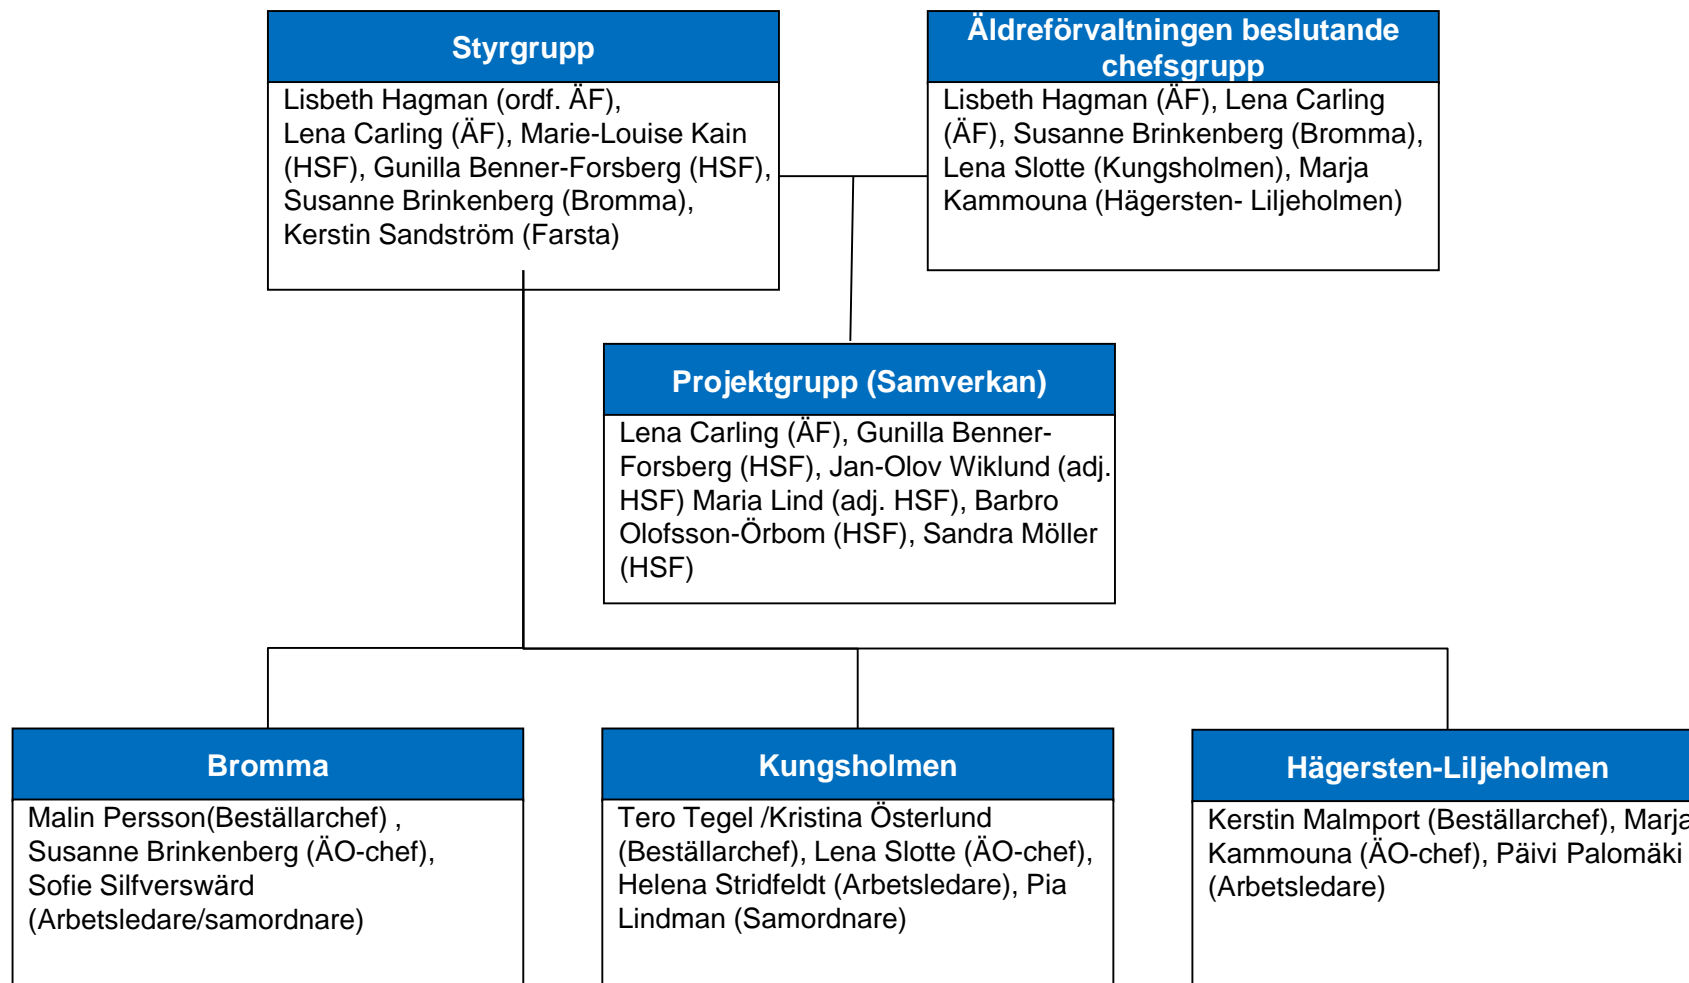 Styrgrupp
Lisbeth Hagman (ordf. ÄF),
Lena Carling (ÄF), Marie-Louise Kain
(HSF), Gunilla Benner-Forsberg (HSF),
Susanne Brinkenberg (Bromma),
Kerstin Sandström (Farsta)
Äldreförvaltningen beslutande
chefsgrupp
Lisbeth Hagman (ÄF), Lena Carling
(ÄF), Susanne Brinkenberg (Bromma),
Lena Slotte (Kungsholmen), Marja
Kammouna (Hägersten- Liljeholmen)
Projektgrupp (Samverkan)
Lena Carling (ÄF), Gunilla Benner-
Forsberg (HSF), Jan-Olov Wiklund (adj.
HSF) Maria Lind (adj. HSF), Barbro
Olofsson-Örbom (HSF), Sandra Möller
(HSF)
Bromma
Malin Persson(Beställarchef) ,
Susanne Brinkenberg (ÄO-chef),
Sofie Silfverswärd
(Arbetsledare/samordnare)
Kungsholmen
Tero Tegel /Kristina Österlund
(Beställarchef), Lena Slotte (ÄO-chef),
Helena Stridfeldt (Arbetsledare), Pia
Lindman (Samordnare)
Hägersten-Liljeholmen
Kerstin Malmport (Beställarchef), Marja
Kammouna (ÄO-chef), Päivi Palomäki
(Arbetsledare)